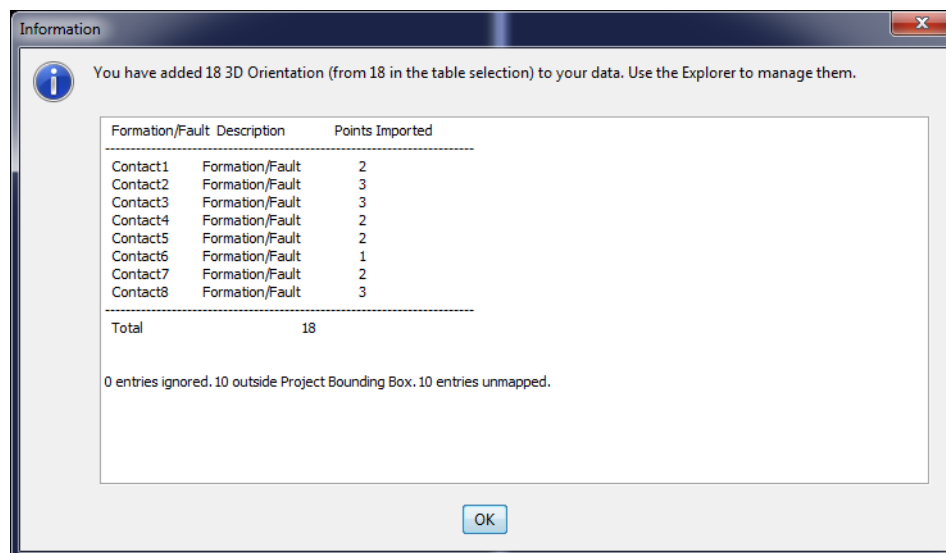 Information
You have added 18 3D Orientation (from 18 in the table selection) to your data. Use the Explorer to manage them.
Formation/Fault Description Points Imported
------------------------------------------------------------------------
Contact1 Formation/Fault 2
Contact2 Formation/Fault 3
Contact3 Formation/Fault 3
Contact4 Formation/Fault 2
Contact5 Formation/Fault 2
Contact6 Formation/Fault 1
Contact7 Formation/Fault 2
Contact8 Formation/Fault 3
------------------------------------------------------------------------
Total 18
0 entries ignored. 10 outside Project Bounding Box. 10 entries unmapped.
OK